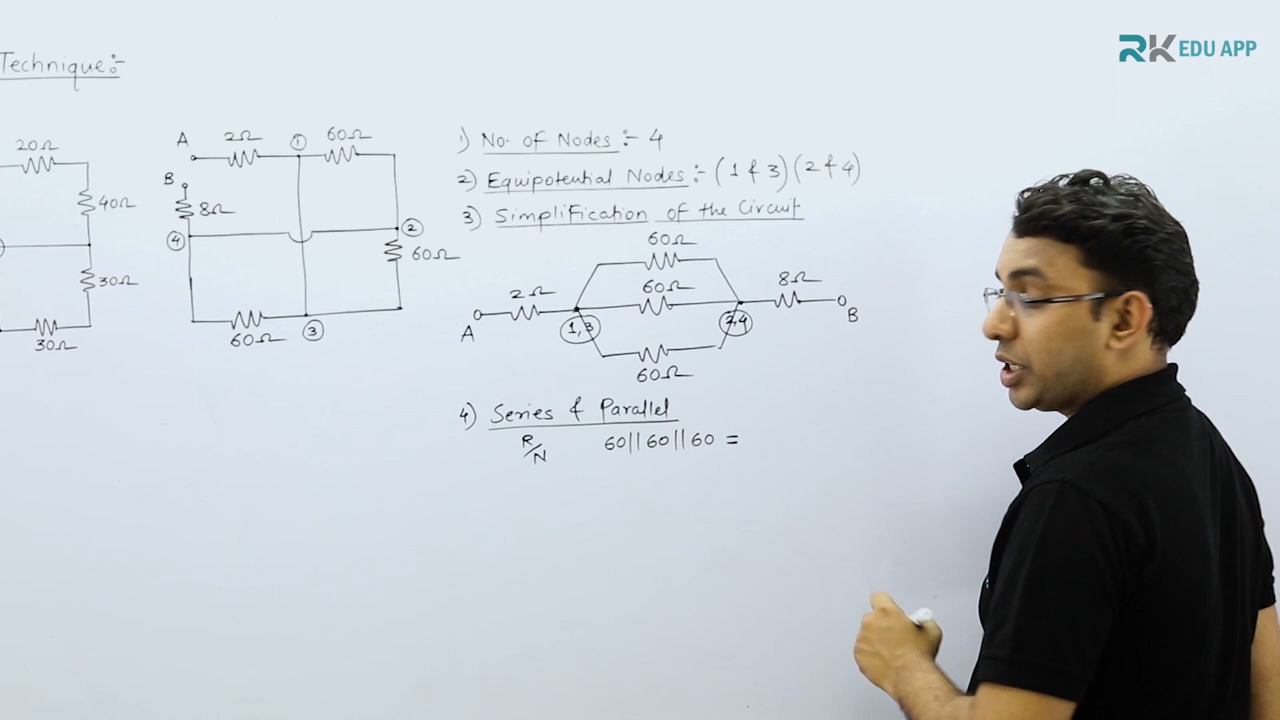 RK EDU APP
Technique:-
20Ω
40Ω
30Ω
30Ω
A
2Ω
1
60Ω
B
8Ω
4
2
60Ω
60Ω
3
1) No. of Nodes :- 4
2) Equipotential Nodes :- (1 & 3) (2 & 4)
3) Simplification of the Circuit
60Ω
60Ω
2Ω
8Ω
A
1,3
2,4
B
60Ω
4) Series & Parallel
R/N 60||60||60 =